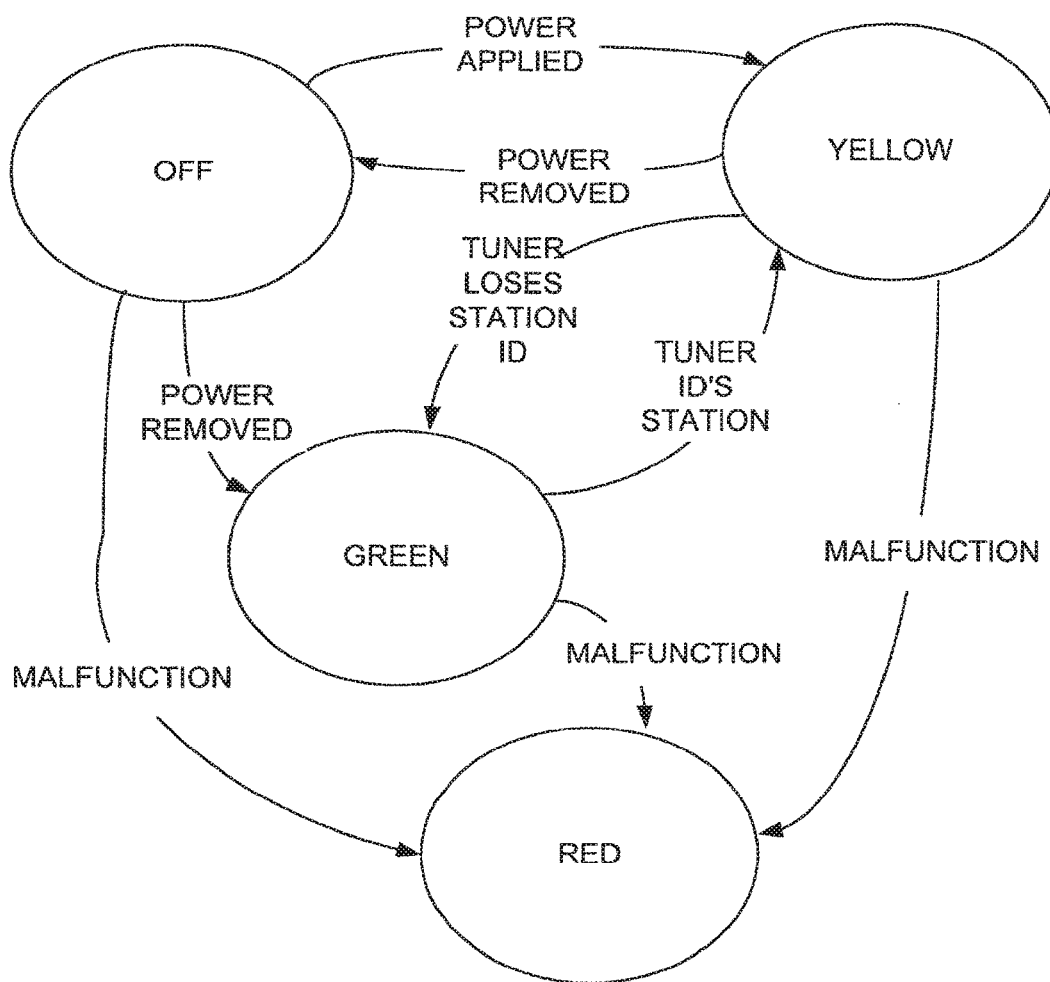 POWER
APPLIED
OFF
YELLOW
POWER
REMOVED
TUNER
LOSES
STATION
ID
TUNER
ID'S
STATION
POWER
REMOVED
GREEN
MALFUNCTION
MALFUNCTION
MALFUNCTION
RED